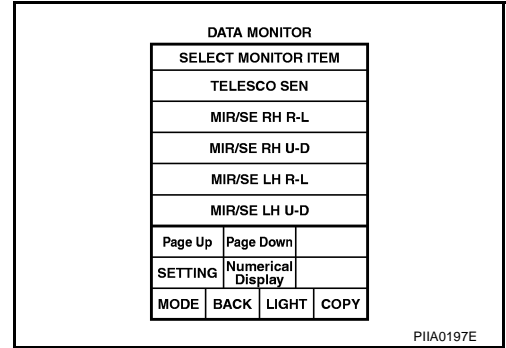 DATA MONITOR
SELECT MONITOR ITEM
TELESCO SEN
MIR/SE RH R-L
MIR/SE RH U-D
MIR/SE LH R-L
MIR/SE LH U-D
Page Up Page Down
SETTING Numerical
Display
MODE BACK LIGHT COPY
PIIA0197E